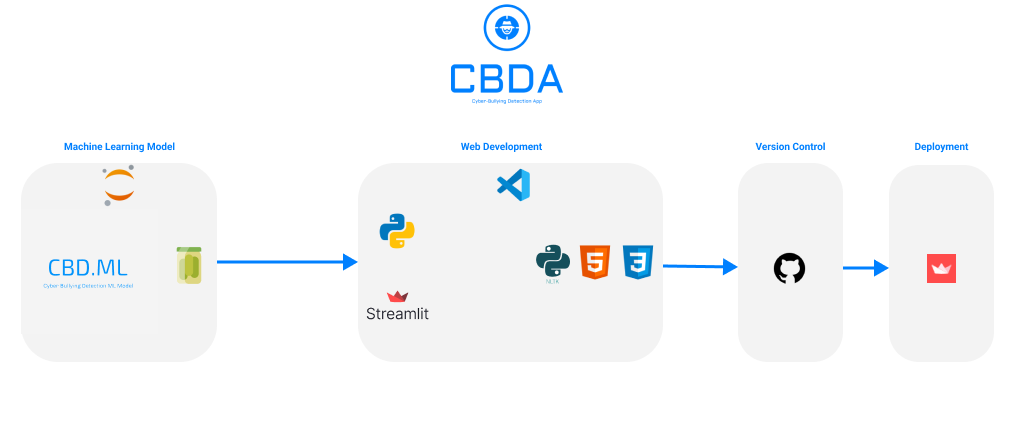 CBDA
Cyber-Bullying Detection App
Machine Learning Model
Web Development
Version Control
Deployment
CBD.ML
Cyber Bullying Detection ML Model
NLTK
5
3
Streamlit